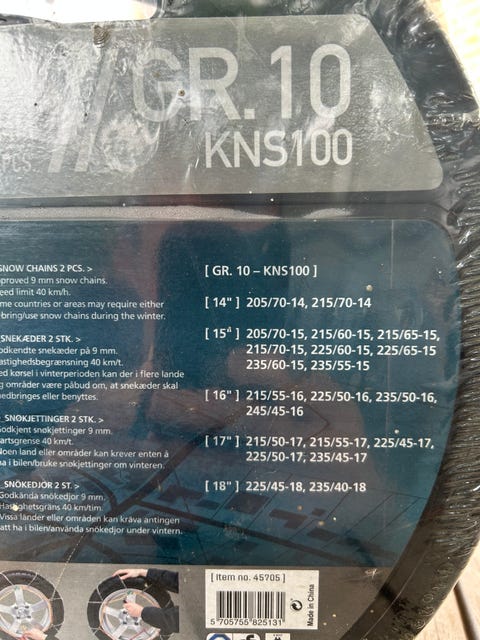 GR. 10
PCS
KNS100
SNOW CHAINS 2 PCS. >
proved 9 mm snow chains.
eed limit 40 km/h.
me countries or areas may require either
bring/use snow chains during the winter.
SNEKÆDER 2 STK. >
odkendte snekæder på 9 mm.
astighedsbegrænsning 40 km/t.
ed kørsel i vinterperioden kan der i flere lande
g områder være påbud om, at snekæder skal
edbringes eller benyttes.
SNØKJETTINGER 2 STK. >
Godkjent snøkjettinger 9 mm.
artsgrense 40 km/t.
Noen land eller områder kan krever enten å
ha i bilen/bruke snøkjettinger om vinteren.
SNÖKEDJOR 2 ST. >
Godkända snökedjor 9 mm.
Hastighetsgräns 40 km/tim.
Vissa länder eller områden kan kräva antingen
att ha i bilen/använda snökedjor under vintern.
[ GR. 10 – KNS100 ]
[ 14" ] 205/70-14, 215/70-14
[ 15" ] 205/70-15, 215/60-15, 215/65-15,
215/70-15, 225/60-15, 225/65-15
235/60-15, 235/55-15
[ 16" ] 215/55-16, 225/50-16, 235/50-16,
245/45-16
[ 17" ] 215/50-17, 215/55-17, 225/45-17,
225/50-17, 235/45-17
[ 18" ] 225/45-18, 235/40-18
[ Item no. 45705 ]
5 705755 825131
Made in China